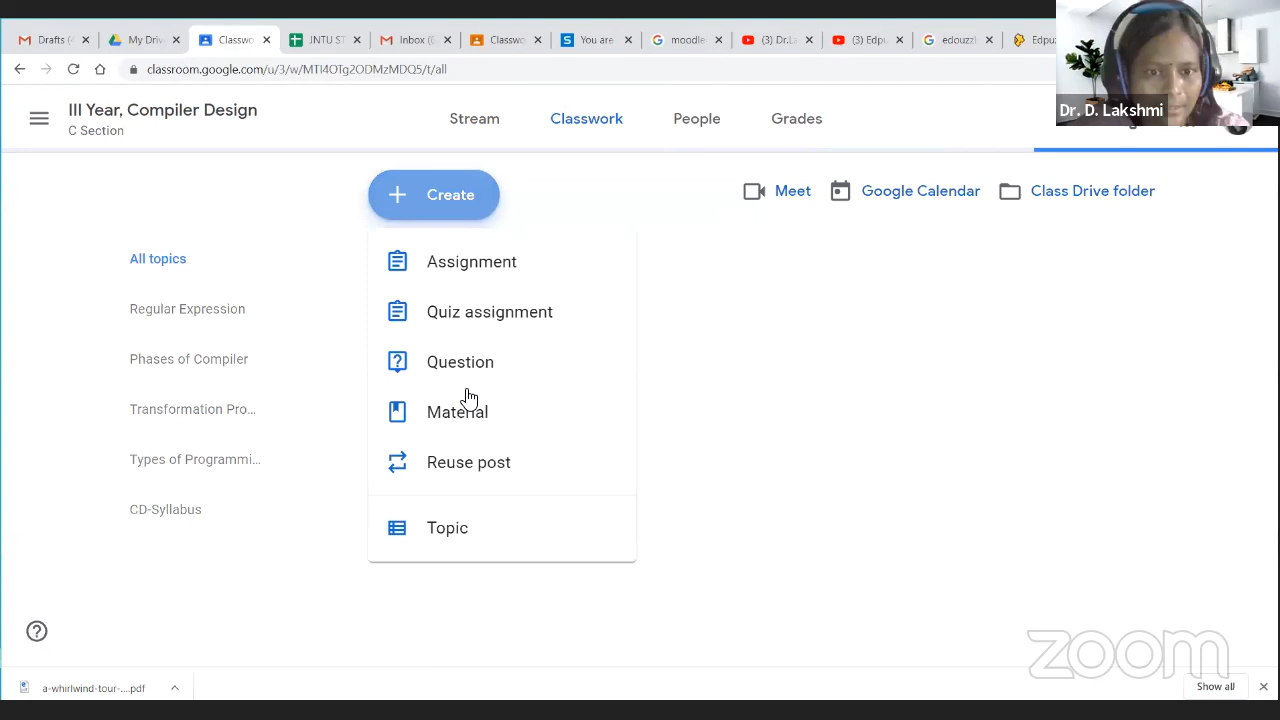 Drafts (
My Driv
Classwo
JNTU ST
Inbox (6
Classwo
You are
moodle
(3) Dr.L
(3) Edpu
edouzzl
Edpuz
classroom.google.com/u/3/w/MTI4OTg2ODMzMDQ5/t/all
Dr. D. Lakshmi
III Year, Compiler Design
C Section
Stream
Classwork
People
Grades
Create
Meet
Google Calendar
Class Drive folder
All topics
Regular Expression
Phases of Compiler
Transformation Pro...
Types of Programmi...
CD-Syllabus
Assignment
Quiz assignment
Question
Material
Reuse post
Topic
zoom
a-whirlwind-tour-....pdf
Show all